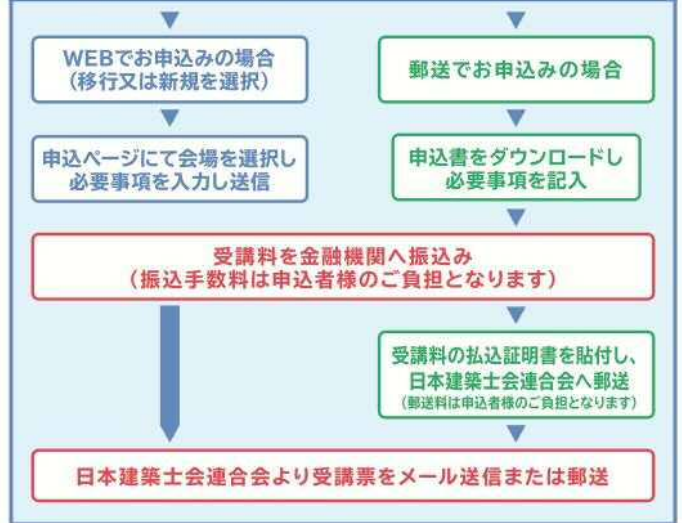 WEBでお申込みの場合
（移行又は新規を選択）
郵送でお申込みの場合
申込ページにて会場を選択し
必要事項を入力し送信
申込書をダウンロードし
必要事項を記入
受講料を金融機関へ振込み
（振込手数料は申込者様のご負担となります）
受講料の払込証明書を貼付し、
日本建築士会連合会へ郵送
（郵送料は申込者様のご負担となります）
日本建築士会連合会より受講票をメール送信または郵送